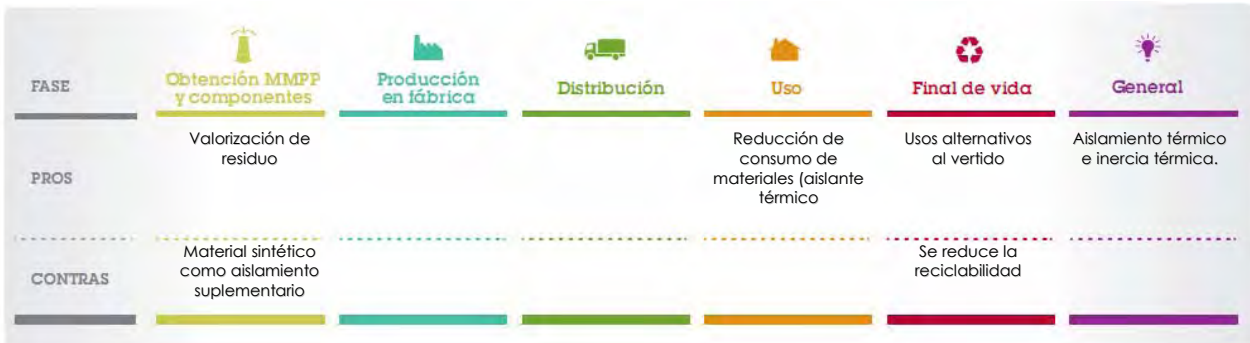 FASE
Obtención MMPP
y componentes
Producción
en fábrica
Distribución
Uso
Final de vida
General
PROS
Valorización de
residuo
Reducción de
consumo de
materiales (aislante
térmico
Usos alternativos
al vertido
Aislamiento térmico
e inercia térmica.
CONTRAS
Material sintético
como aislamiento
suplementario
Se reduce la
reciclabilidad